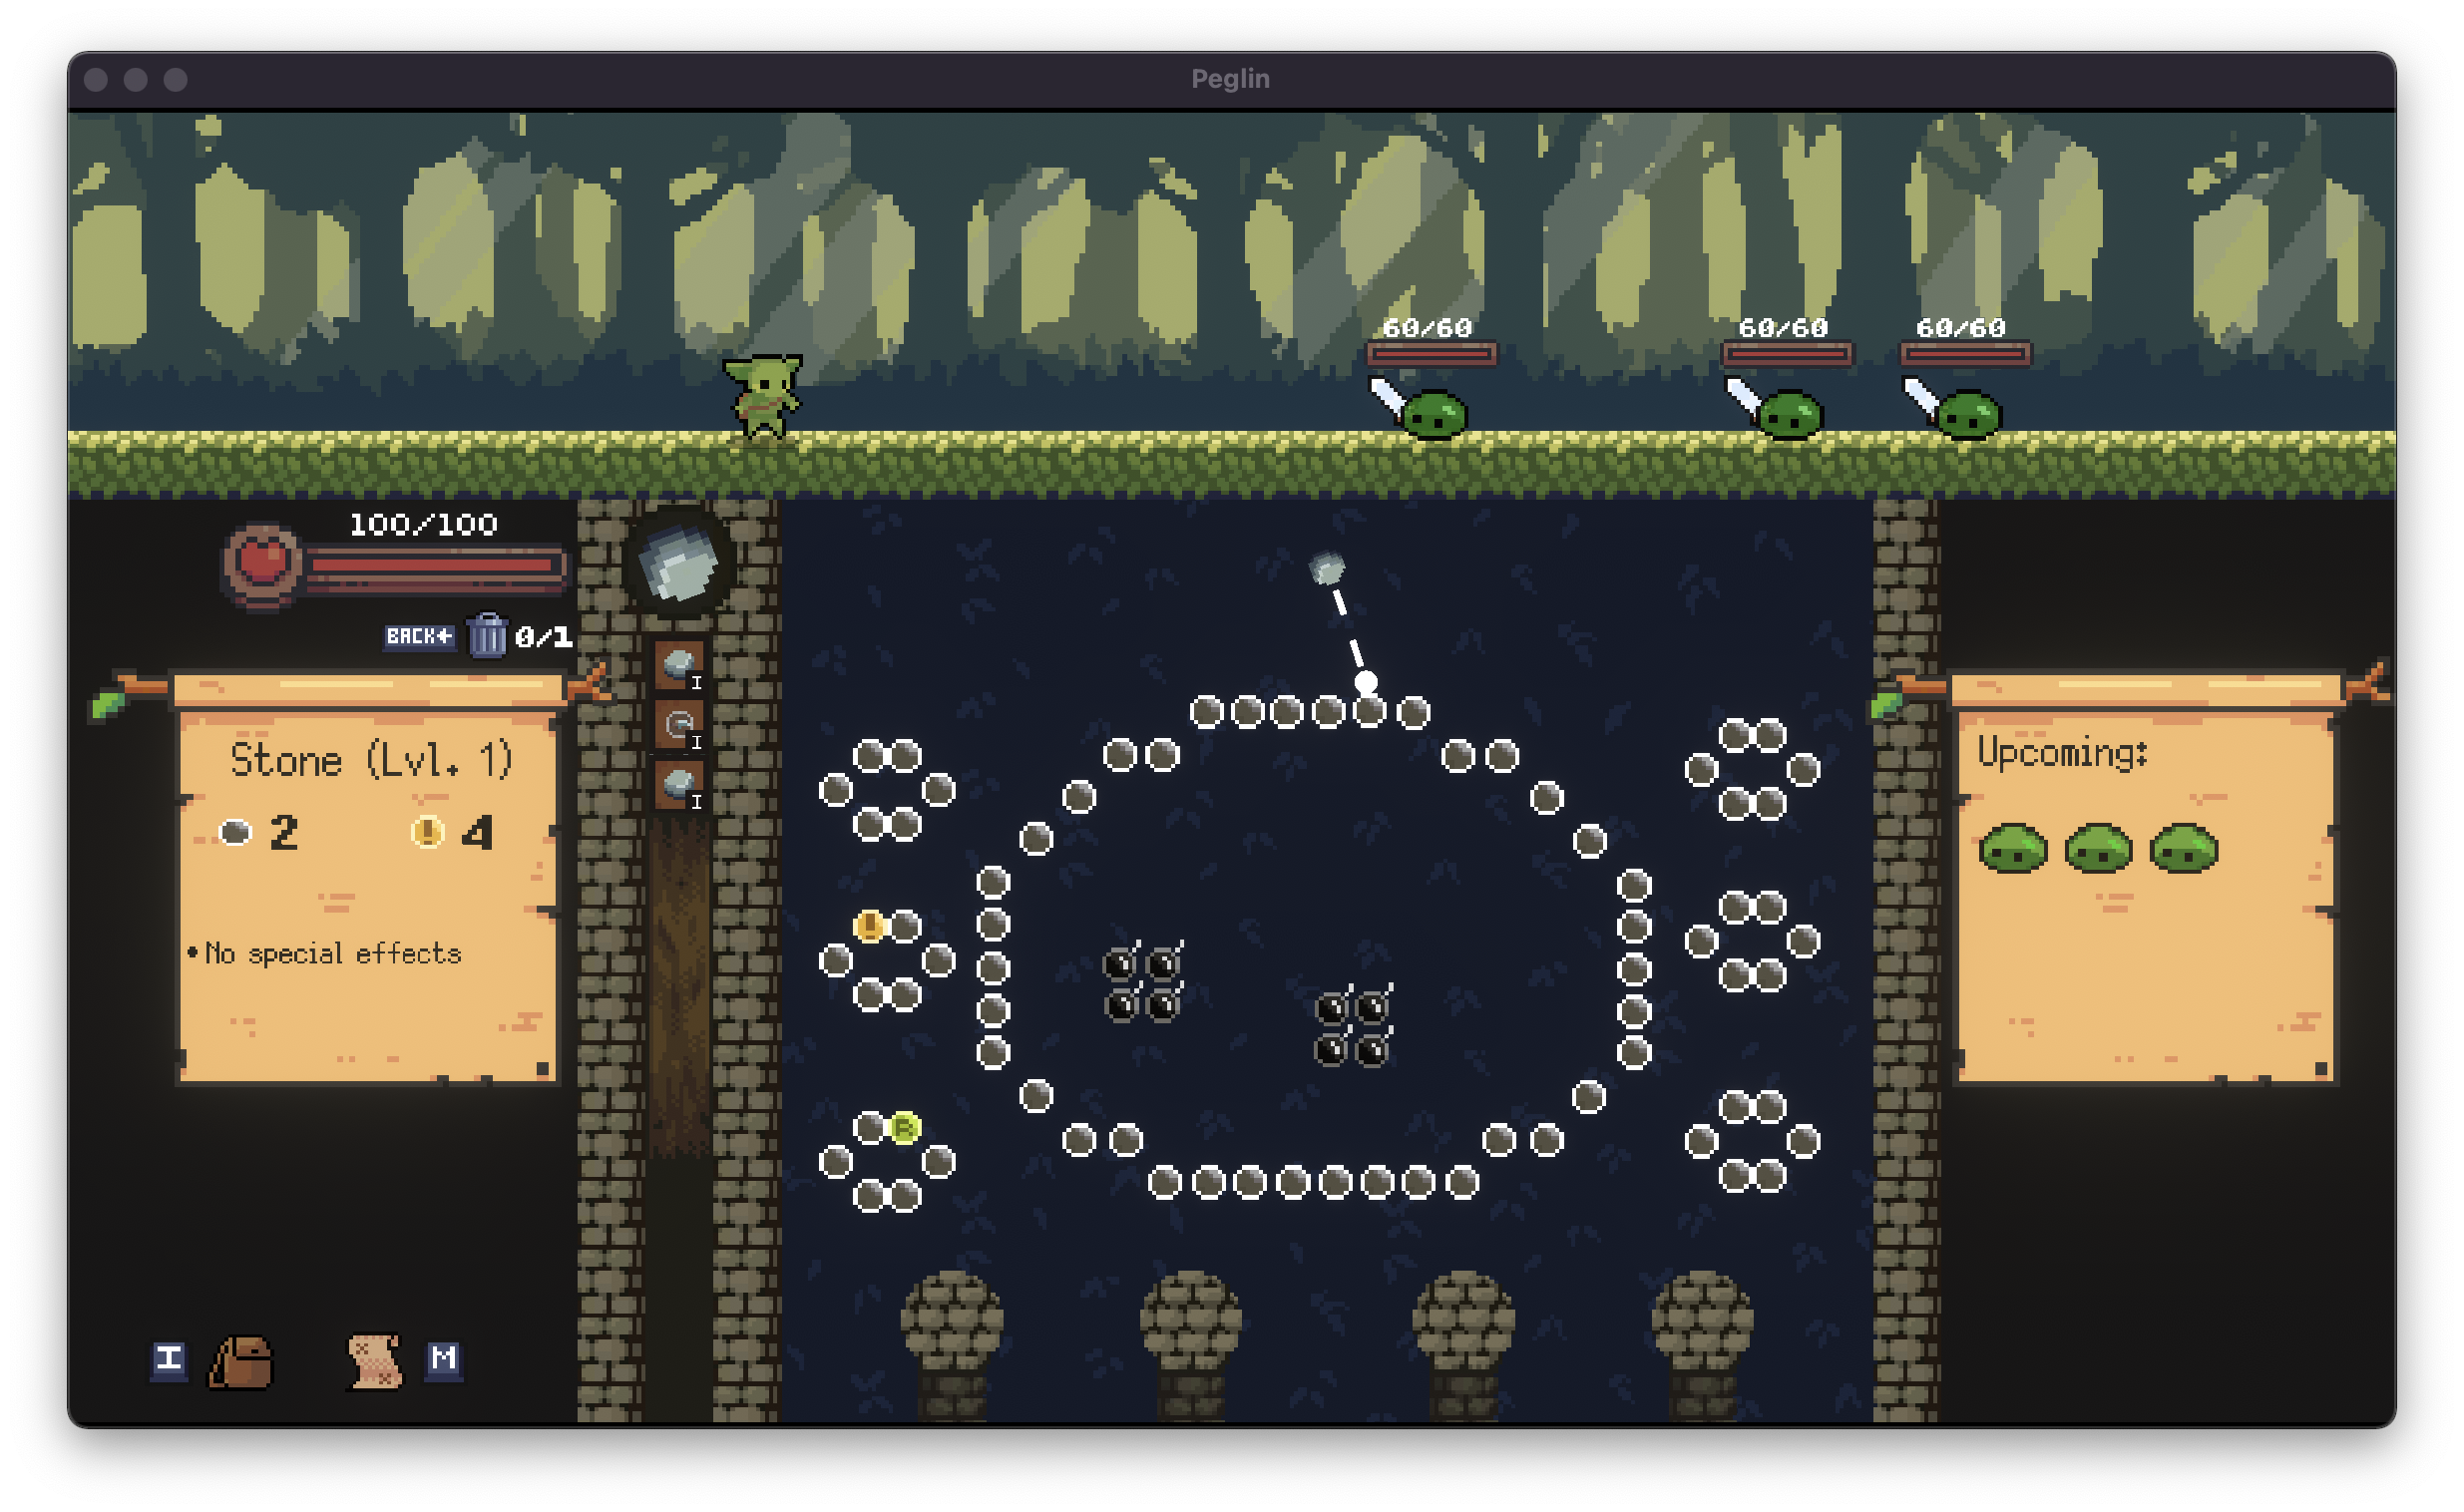 Peglin
60/60 60/60 60/60
100/100
BACK 0/1
I
I
I
Stone (Lvl. 1)
2 ! 4
•No special effects
Upcoming:
!
R
I M